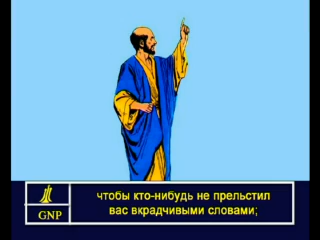 чтобы кто-нибудь не прельстил
вас вкрадчивыми словами;
GNP